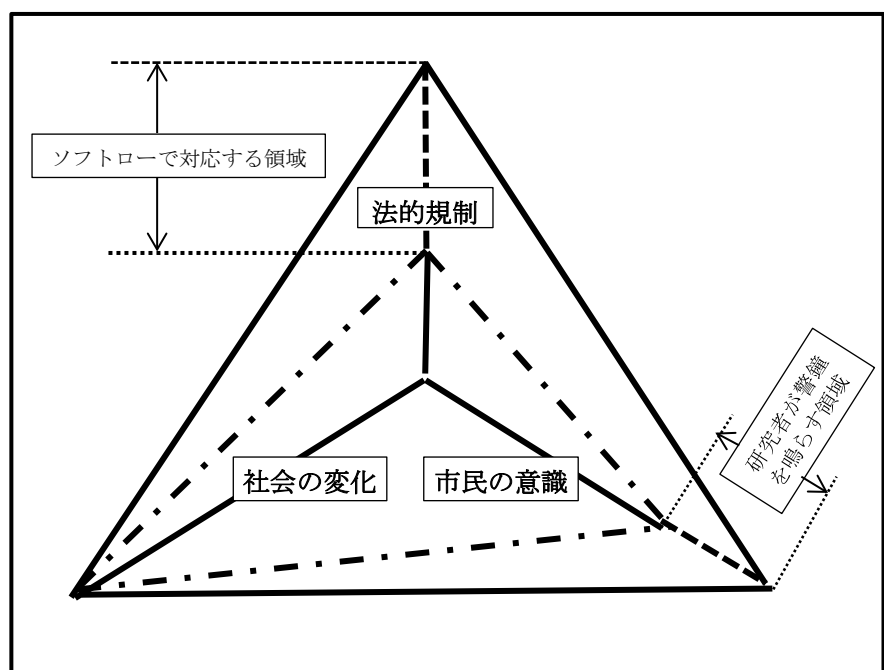 ソフトローで対応する領域
法的規制
研究者が警鐘
を鳴らす領域
社会の変化
市民の意識